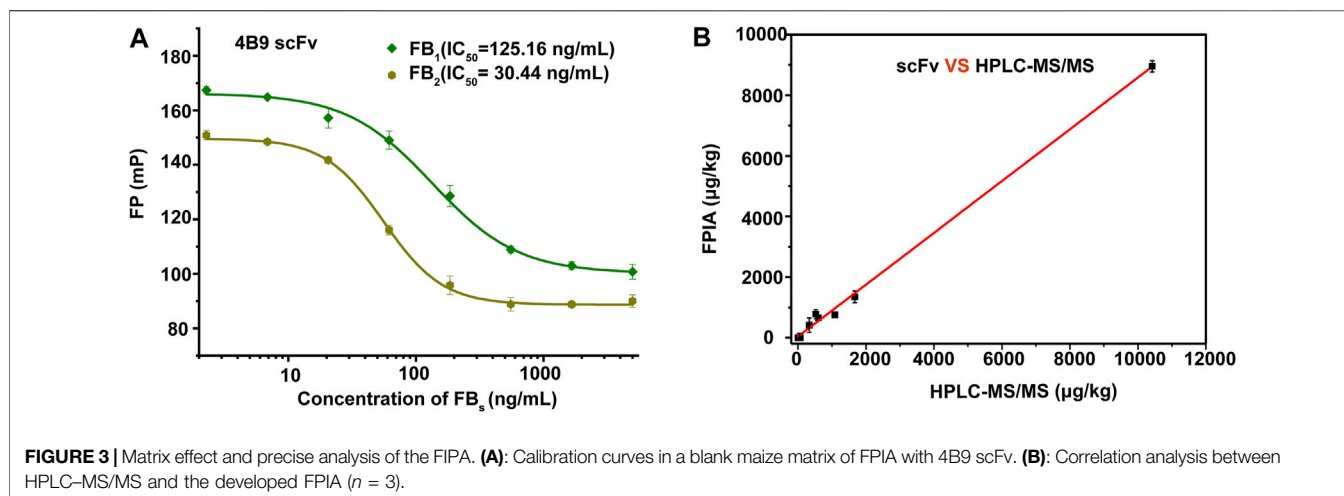 A
4B9 scFv
FB1(IC50=125.16 ng/mL)
FB2(IC50= 30.44 ng/mL)
180
160
140
120
100
80
FP (mP)
10
100
1000
Concentration of FBs (ng/mL)
B
scFv VS HPLC-MS/MS
10000
8000
6000
4000
2000
0
FPIA (µg/kg)
0
2000
4000
6000
8000
10000
12000
HPLC-MS/MS (µg/kg)
FIGURE 3 | Matrix effect and precise analysis of the FIPA. (A): Calibration curves in a blank maize matrix of FPIA with 4B9 scFv. (B): Correlation analysis between
HPLC–MS/MS and the developed FPIA (n = 3).